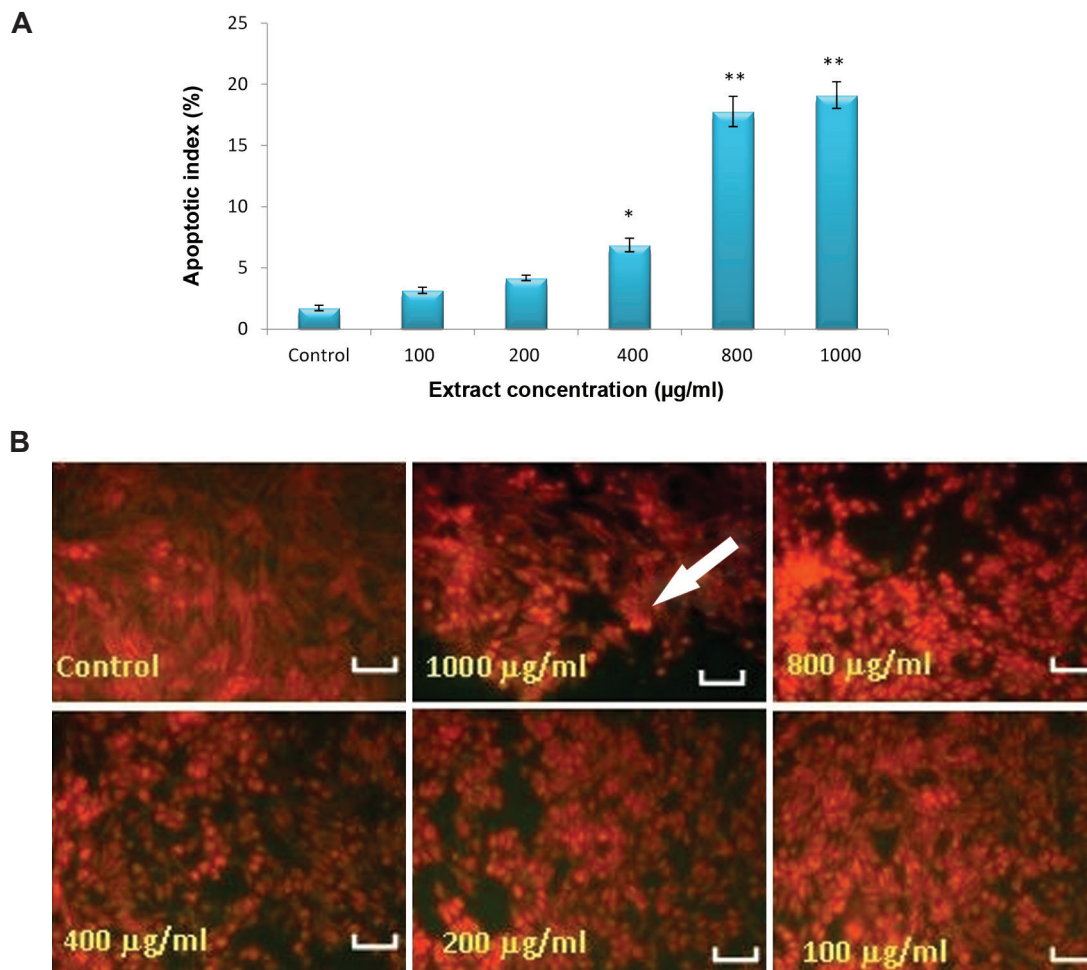 A
25
20
15
10
5
0
Apoptotic index (%)
*
**
**
Control 100 200 400 800 1000
Extract concentration (µg/ml)
B
Control
1000 µg/ml
800 µg/ml
400 µg/ml
200 µg/ml
100 µg/ml